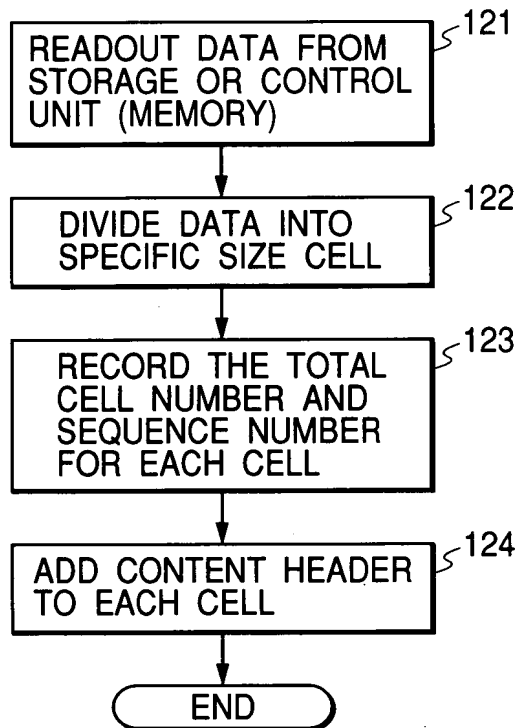 READOUT DATA FROM
STORAGE OR CONTROL
UNIT (MEMORY)
121
DIVIDE DATA INTO
SPECIFIC SIZE CELL
122
RECORD THE TOTAL
CELL NUMBER AND
SEQUENCE NUMBER
FOR EACH CELL
123
ADD CONTENT HEADER
TO EACH CELL
124
END